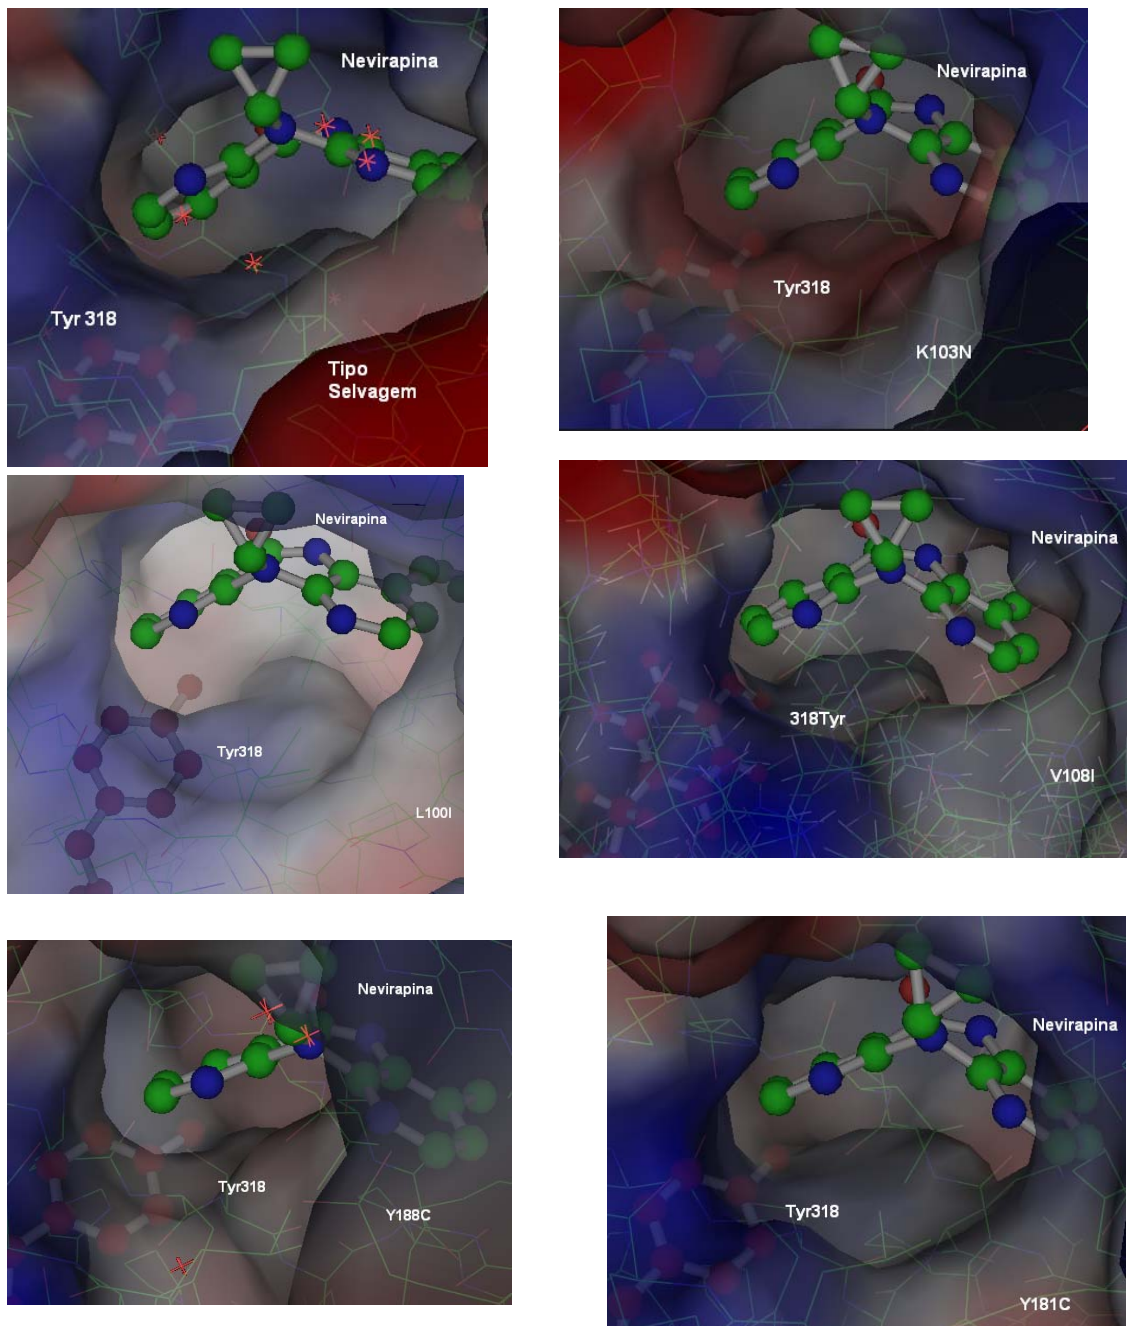 Nevirapina
Tyr 318
Tipo
Selvagem
Nevirapina
Tyr318
K103N
Nevirapina
Tyr318
L100I
Nevirapina
318Tyr
V108I
Nevirapina
Tyr318
Y188C
Nevirapina
Tyr318
Y181C